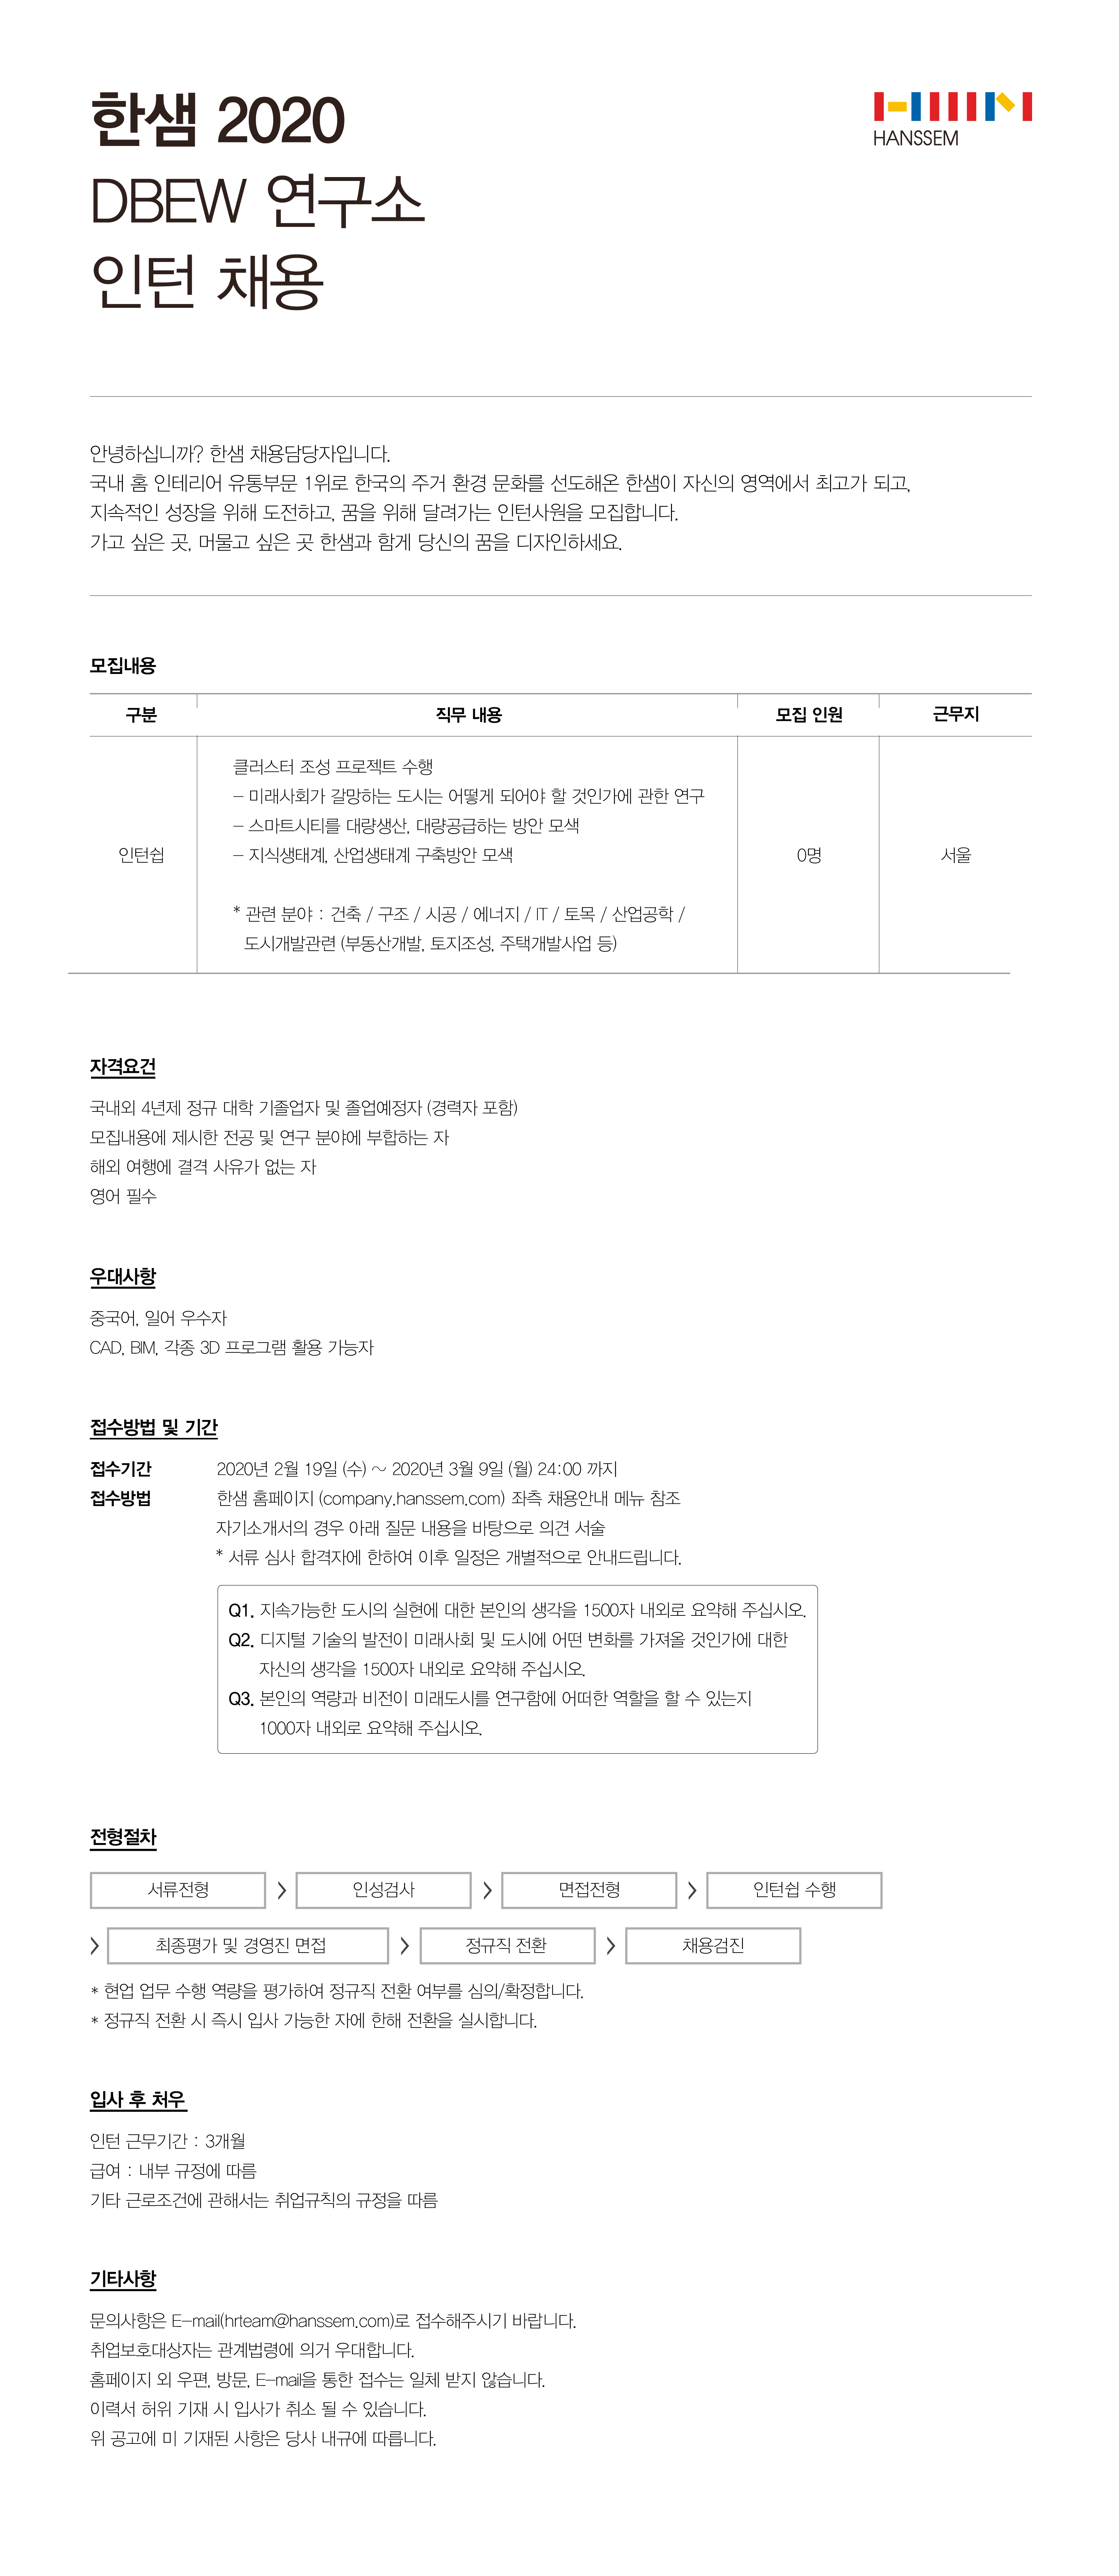 한샘 2020
HANSSEM
DBEW 연구소
인턴 채용
안녕하십니까? 한샘 채용담당자입니다.
국내 홈 인테리어 유통부문 1위로 한국의 주거 환경 문화를 선도해온 한샘이 자신의 영역에서 최고가 되고,
지속적인 성장을 위해 도전하고, 꿈을 위해 달려가는 인턴사원을 모집합니다.
가고 싶은 곳, 머물고 싶은 곳 한샘과 함게 당신의 꿈을 디자인하세요.
모집내용
구분 직무 내용 모집 인원 근무지
클러스터 조성 프로젝트 수행
- 미래사회가 갈망하는 도시는 어떻게 되어야 할 것인가에 관한 연구
- 스마트시티를 대량생산, 대량공급하는 방안 모색
인턴쉽 - 지식생태계, 산업생태계 구축방안 모색 0명 서울
* 관련 분야 : 건축 / 구조 / 시공 / 에너지 / IT / 토목 / 산업공학 /
도시개발관련 (부동산개발, 토지조성, 주택개발사업 등)
자격요건
국내외 4년제 정규 대학 기졸업자 및 졸업예정자 (경력자 포함)
모집내용에 제시한 전공 및 연구 분야에 부합하는 자
해외 여행에 결격 사유가 없는 자
영어 필수
우대사항
중국어, 일어 우수자
CAD, BIM, 각종 3D 프로그램 활용 가능자
접수방법 및 기간
접수기간 2020년 2월 19일 (수) ~ 2020년 3월 9일 (월) 24:00 까지
접수방법 한샘 홈페이지 (company.hanssem.com) 좌측 채용안내 메뉴 참조
자기소개서의 경우 아래 질문 내용을 바탕으로 의견 서술
* 서류 심사 합격자에 한하여 이후 일정은 개별적으로 안내드립니다.
Q1. 지속가능한 도시의 실현에 대한 본인의 생각을 1500자 내외로 요약해 주십시오.
Q2. 디지털 기술의 발전이 미래사회 및 도시에 어떤 변화를 가져올 것인가에 대한
자신의 생각을 1500자 내외로 요약해 주십시오.
Q3. 본인의 역량과 비전이 미래도시를 연구함에 어떠한 역할을 할 수 있는지
1000자 내외로 요약해 주십시오.
전형절차
서류전형 > 인성검사 > 면접전형 > 인턴쉽 수행
> 최종평가 및 경영진 면접 > 정규직 전환 > 채용검진
* 현업 업무 수행 역량을 평가하여 정규직 전환 여부를 심의/확정합니다.
* 정규직 전환 시 즉시 입사 가능한 자에 한해 전환을 실시합니다.
입사 후 처우
인턴 근무기간 : 3개월
급여 : 내부 규정에 따름
기타 근로조건에 관해서는 취업규칙의 규정을 따름
기타사항
문의사항은 E-mail(hrteam@hanssem.com)로 접수해주시기 바랍니다.
취업보호대상자는 관계법령에 의거 우대합니다.
홈페이지 외 우편, 방문, E-mail을 통한 접수는 일체 받지 않습니다.
이력서 허위 기재 시 입사가 취소 될 수 있습니다.
위 공고에 미 기재된 사항은 당사 내규에 따릅니다.